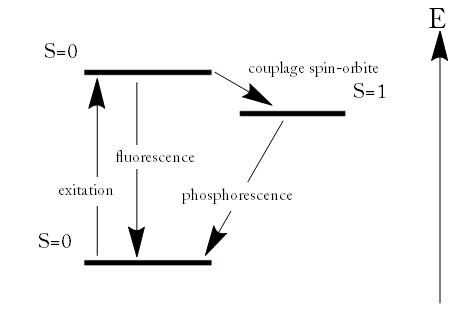 E
S=0
couplage spin-orbite
S=1
fluorescence
exitation
phosphorescence
S=0